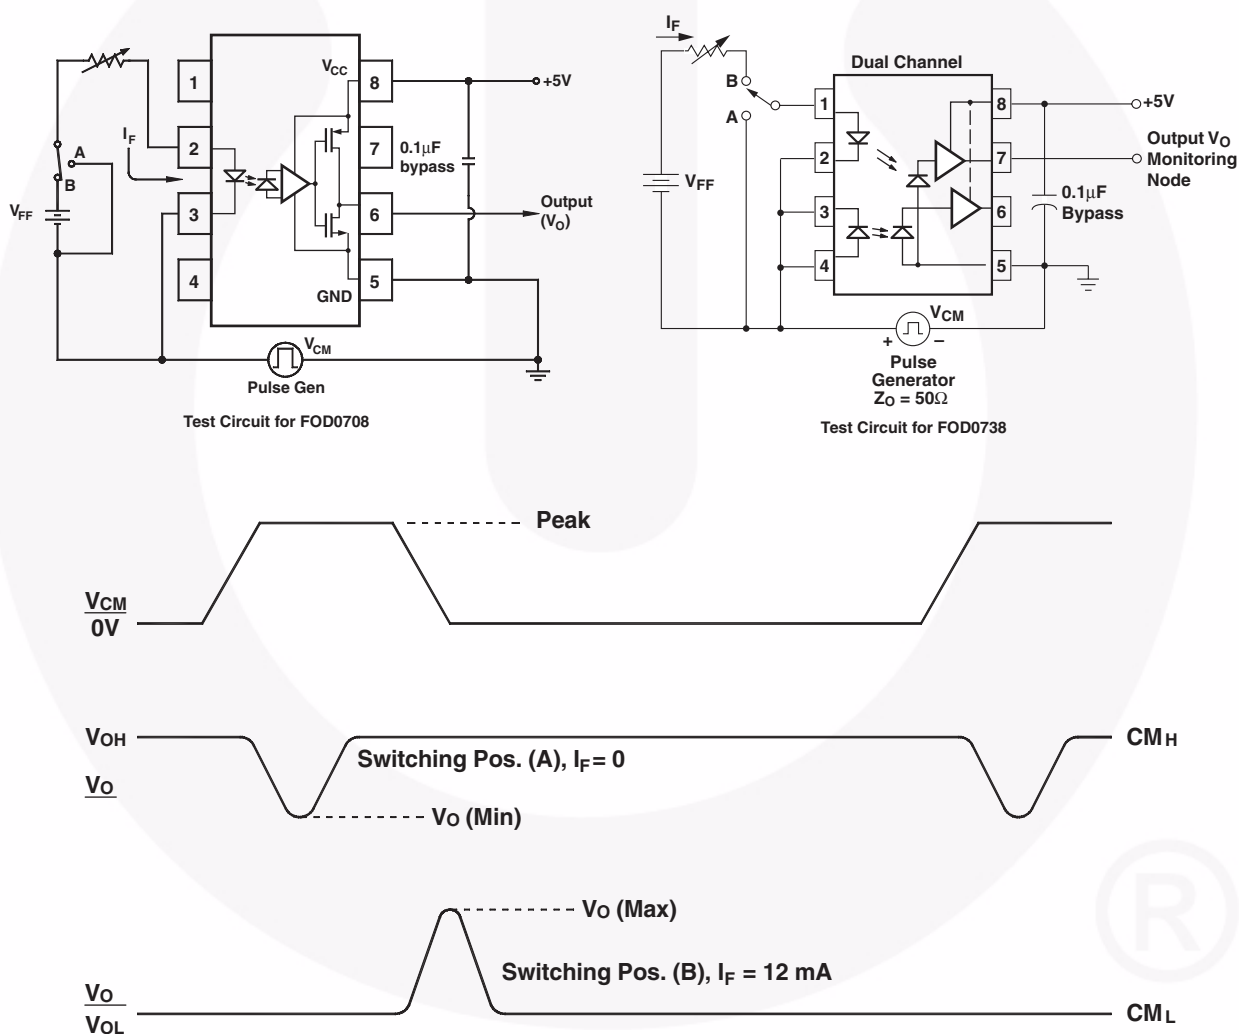 1
2
3
4
V_CC
8
7
6
5
GND
+5V
0.1μF
bypass
Output
(V_O)
I_F
A
B
V_FF
V_CM
Pulse Gen
Test Circuit for FOD0708
I_F
Dual Channel
B
A
1
2
3
4
8
7
6
5
+5V
Output V_O
Monitoring
Node
V_FF
0.1μF
Bypass
V_CM
+ –
Pulse
Generator
Z_O = 50Ω
Test Circuit for FOD0738
Peak
V_CM
0V
V_OH
CM_H
Switching Pos. (A), I_F = 0
V_O
V_O (Min)
V_O (Max)
Switching Pos. (B), I_F = 12 mA
V_O
V_OL
CM_L
®